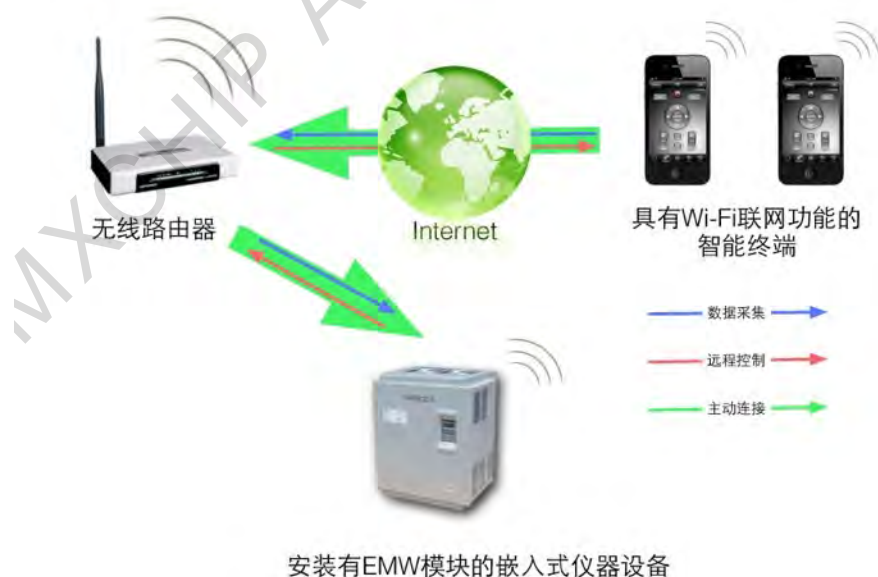 MXCHIP A
无线路由器
Internet
具有Wi-Fi联网功能的
智能终端
数据采集
远程控制
主动连接
安装有EMW模块的嵌入式仪器设备